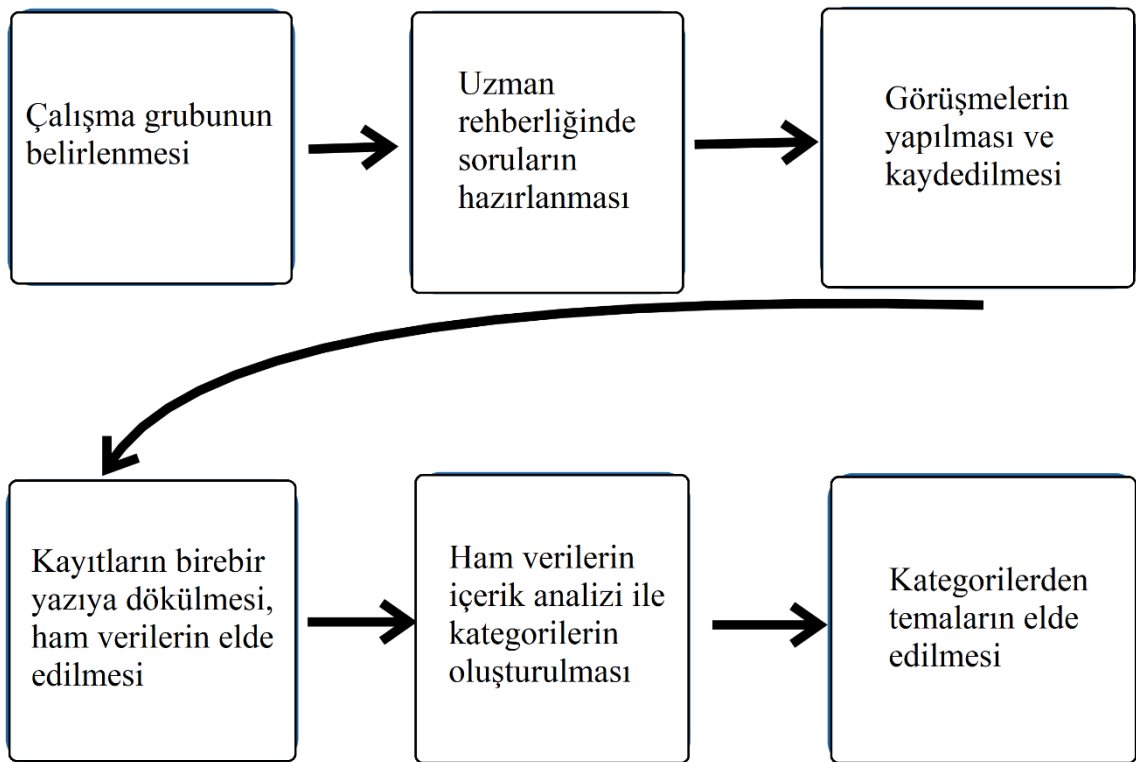 Çalışma grubunun
belirlenmesi
Uzman
rehberliğinde
soruların
hazırlanması
Görüşmelerin
yapılması ve
kaydedilmesi
Kayıtların birebir
yazıya dökülmesi,
ham verilerin elde
edilmesi
Ham verilerin
içerik analizi ile
kategorilerin
oluşturulması
Kategorilerden
temaların elde
edilmesi